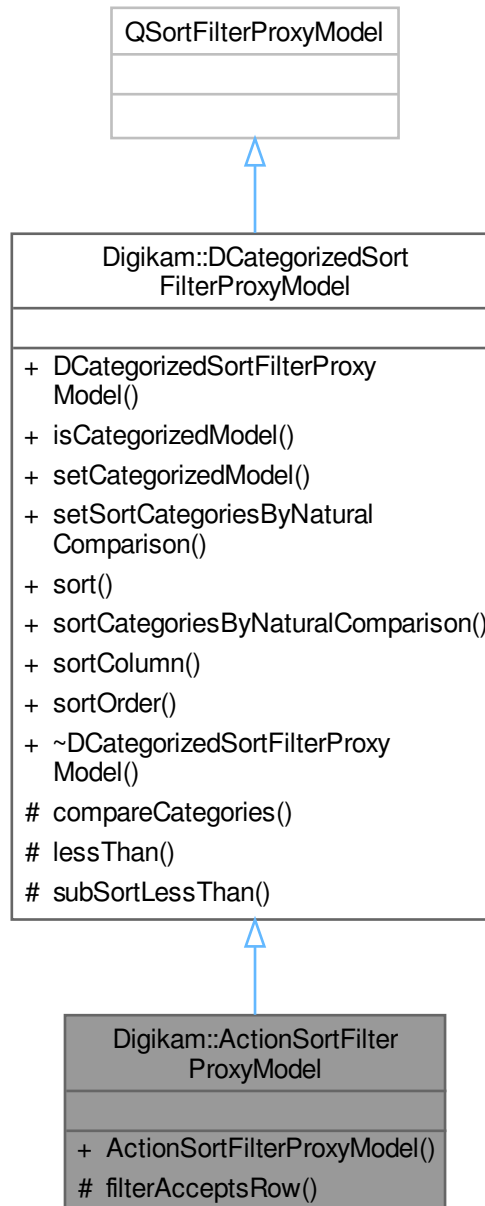 QSortFilterProxyModel
Digikam::DCategorizedSort
FilterProxyModel
+ DCategorizedSortFilterProxy
Model()
+ isCategorizedModel()
+ setCategorizedModel()
+ setSortCategoriesByNatural
Comparison()
+ sort()
+ sortCategoriesByNaturalComparison()
+ sortColumn()
+ sortOrder()
+ ~DCategorizedSortFilterProxy
Model()
# compareCategories()
# lessThan()
# subSortLessThan()
Digikam::ActionSortFilter
ProxyModel
+ ActionSortFilterProxyModel()
# filterAcceptsRow()